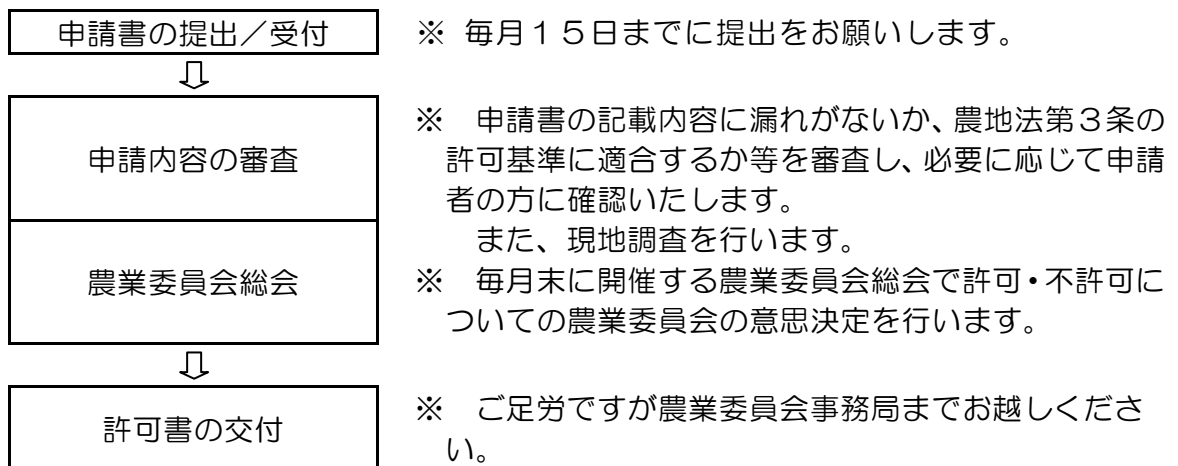 申請書の提出／受付
※ 毎月１５日までに提出をお願いします。
⇩
申請内容の審査
※　申請書の記載内容に漏れがないか、農地法第３条の
許可基準に適合するか等を審査し、必要に応じて申請
者の方に確認いたします。
また、現地調査を行います。
農業委員会総会
※　毎月末に開催する農業委員会総会で許可・不許可に
ついての農業委員会の意思決定を行います。
⇩
許可書の交付
※　ご足労ですが農業委員会事務局までお越しくださ
い。